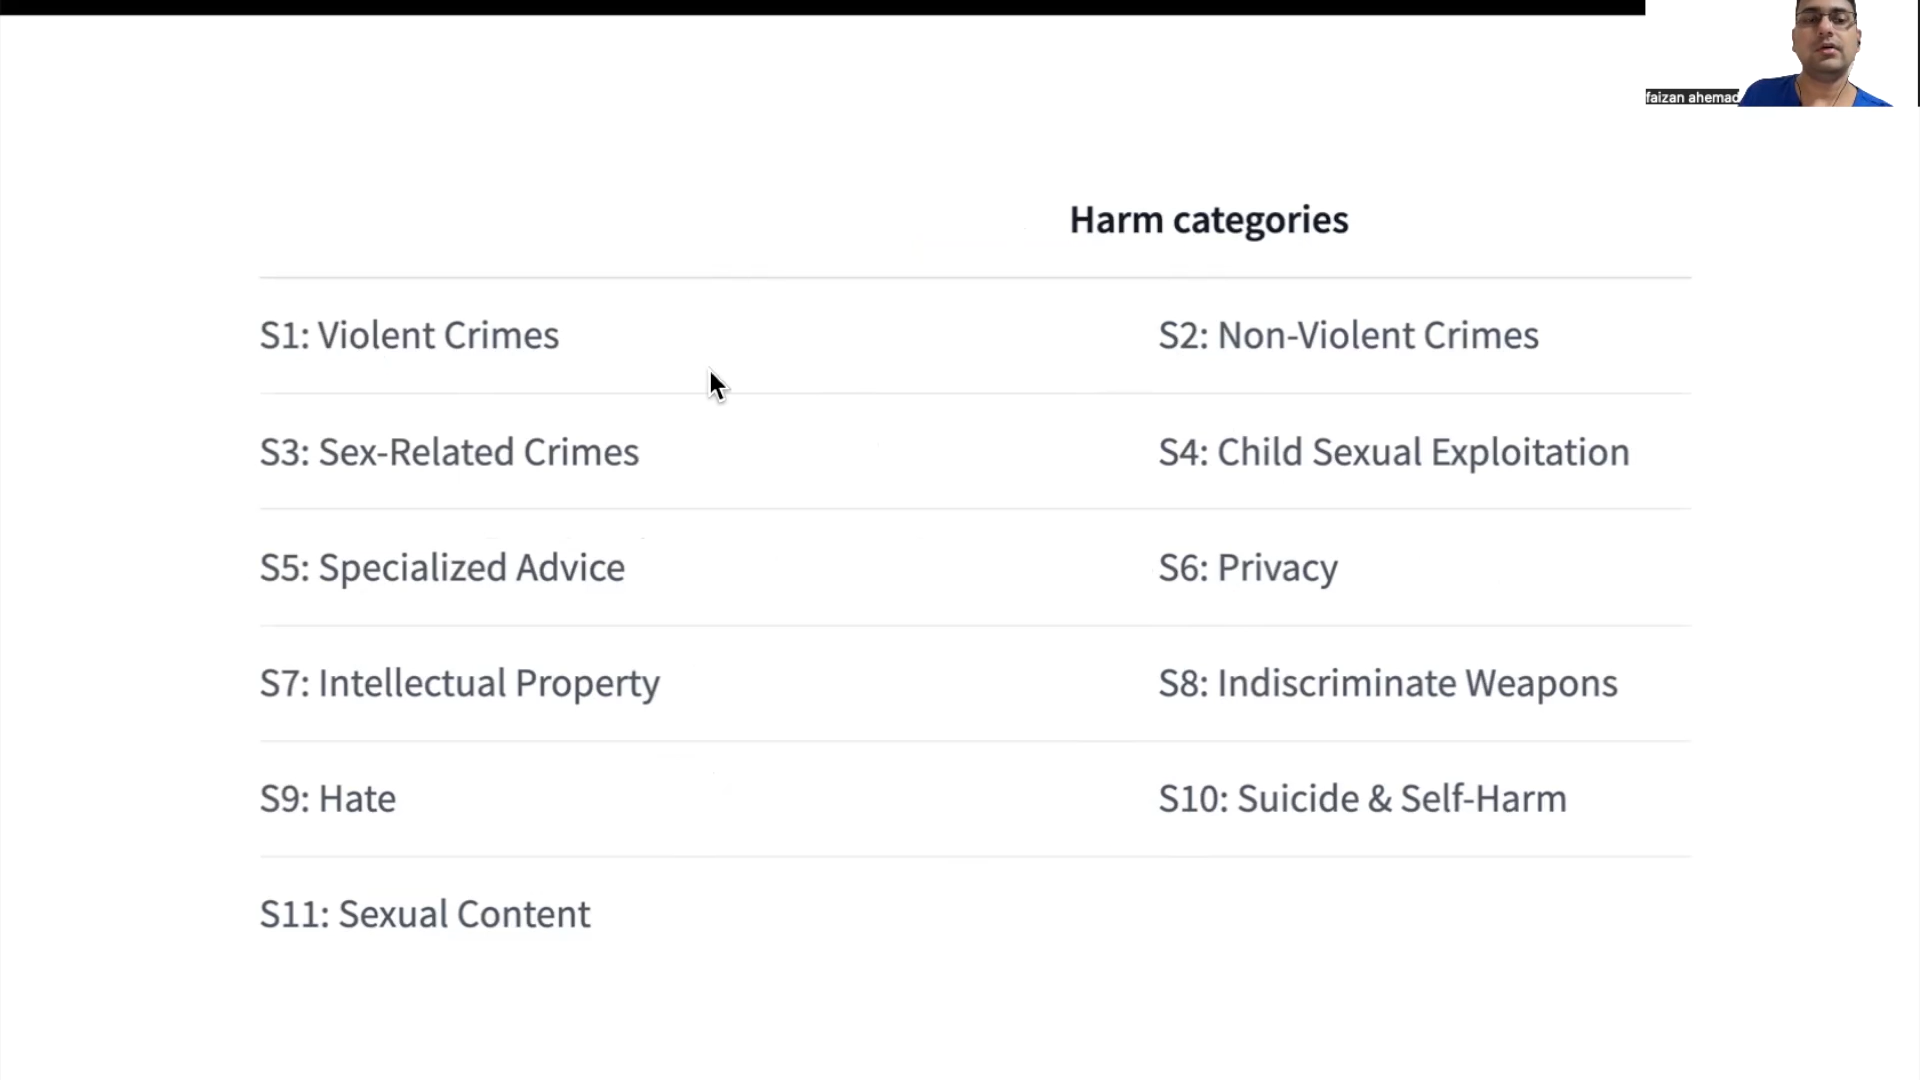 faizan ahemad
Harm categories
S1: Violent Crimes
S2: Non-Violent Crimes
S3: Sex-Related Crimes
S4: Child Sexual Exploitation
S5: Specialized Advice
S6: Privacy
S7: Intellectual Property
S8: Indiscriminate Weapons
S9: Hate
S10: Suicide & Self-Harm
S11: Sexual Content